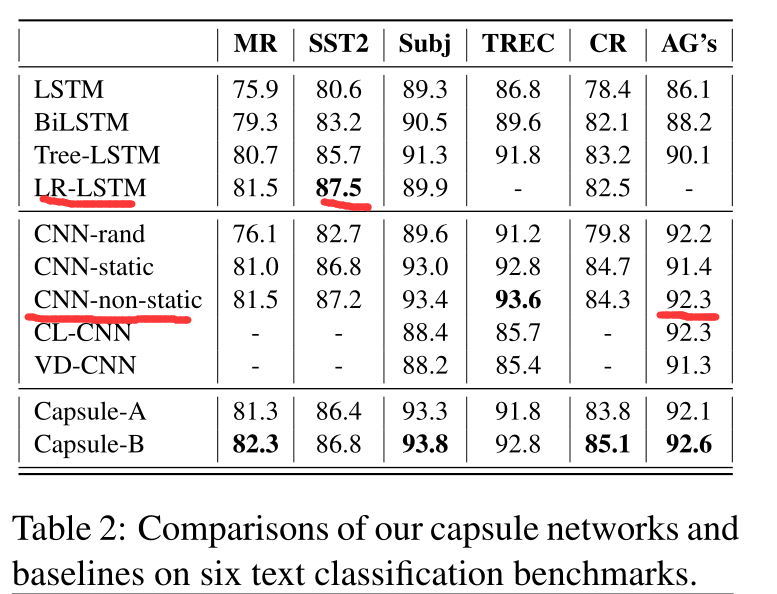 MR SST2 Subj TREC CR AG's
LSTM 75.9 80.6 89.3 86.8 78.4 86.1
BiLSTM 79.3 83.2 90.5 89.6 82.1 88.2
Tree-LSTM 80.7 85.7 91.3 91.8 83.2 90.1
LR-LSTM 81.5 87.5 89.9 - 82.5 -
CNN-rand 76.1 82.7 89.6 91.2 79.8 92.2
CNN-static 81.0 86.8 93.0 92.8 84.7 91.4
CNN-non-static 81.5 87.2 93.4 93.6 84.3 92.3
CL-CNN - - 88.4 85.7 - 92.3
VD-CNN - - 88.2 85.4 - 91.3
Capsule-A 81.3 86.4 93.3 91.8 83.8 92.1
Capsule-B 82.3 86.8 93.8 92.8 85.1 92.6
Table 2: Comparisons of our capsule networks and
baselines on six text classification benchmarks.